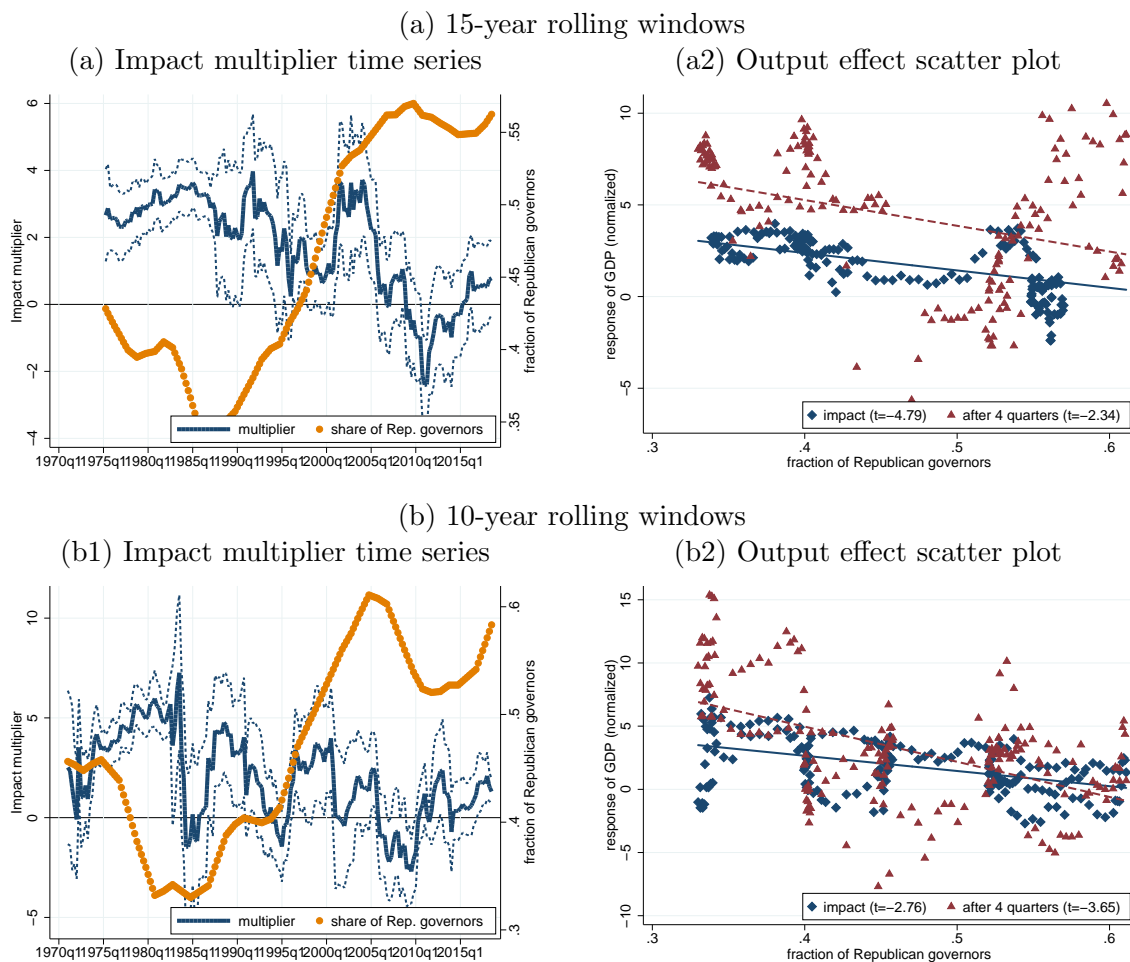 (a) 15-year rolling windows
(a) Impact multiplier time series
(a2) Output effect scatter plot
Impact multiplier
6
4
2
0
−2
−4
fraction of Republican governors
.55
.5
.45
.4
.35
multiplier
share of Rep. governors
1970q1 1975q1 1980q1 1985q1 1990q1 1995q1 2000q1 2005q1 2010q1 2015q1
response of GDP (normalized)
10
5
0
−5
impact (t=−4.79)
after 4 quarters (t=−2.34)
.3 .4 .5 .6
fraction of Republican governors
(b) 10-year rolling windows
(b1) Impact multiplier time series
(b2) Output effect scatter plot
Impact multiplier
10
5
0
−5
fraction of Republican governors
.6
.5
.4
.3
multiplier
share of Rep. governors
1970q1 1975q1 1980q1 1985q1 1990q1 1995q1 2000q1 2005q1 2010q1 2015q1
response of GDP (normalized)
15
10
5
0
−5
−10
impact (t=−2.76)
after 4 quarters (t=−3.65)
.3 .4 .5 .6
fraction of Republican governors